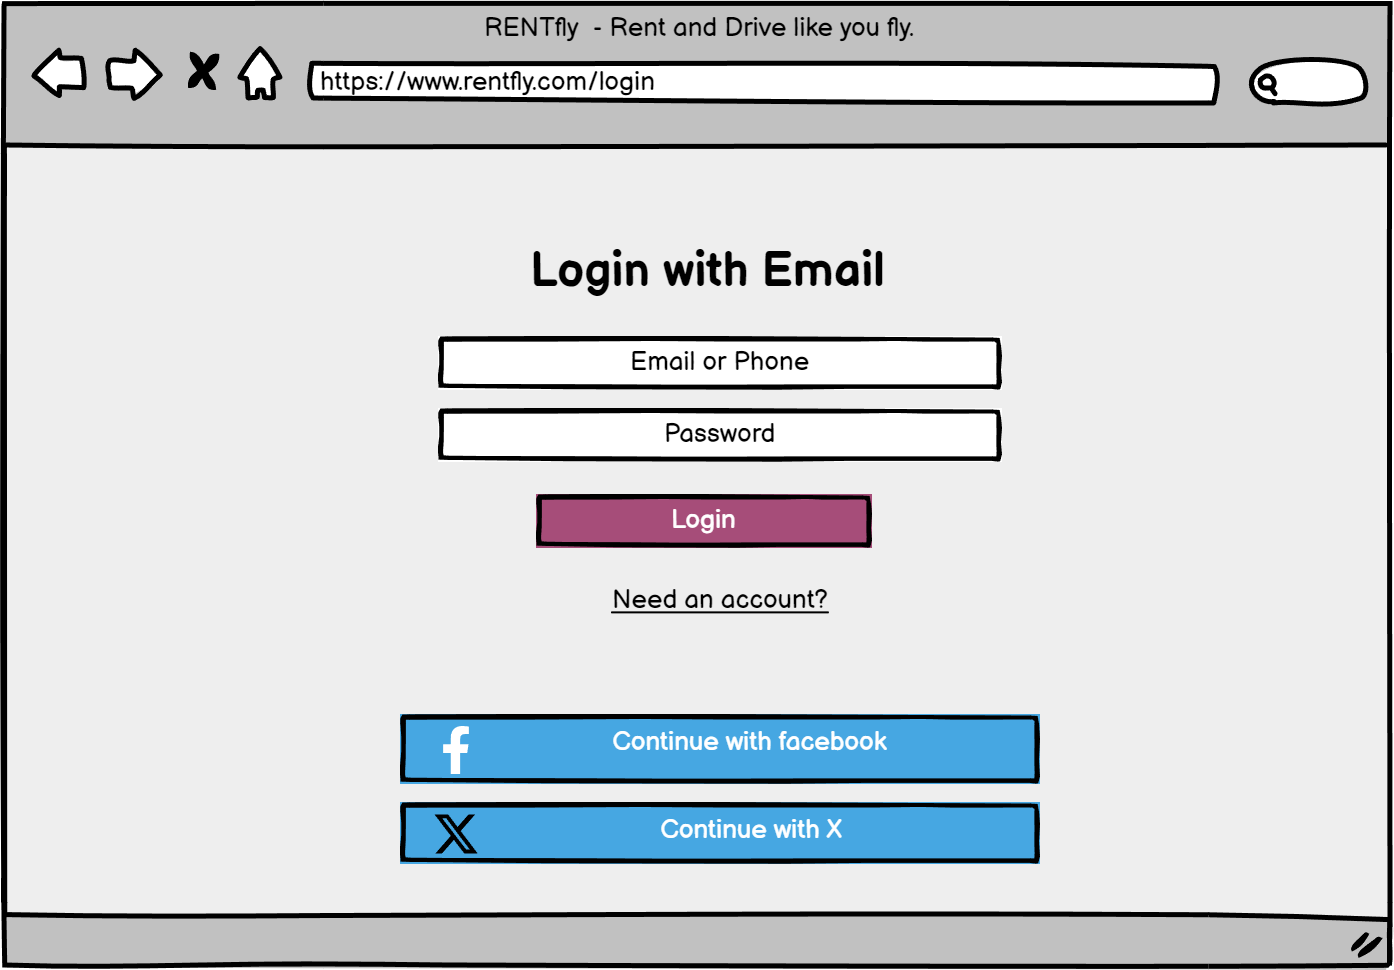 RENTfly - Rent and Drive like you fly.
https://www.rentfly.com/login
Login with Email
Email or Phone
Password
Login
Need an account?
Continue with facebook
Continue with X